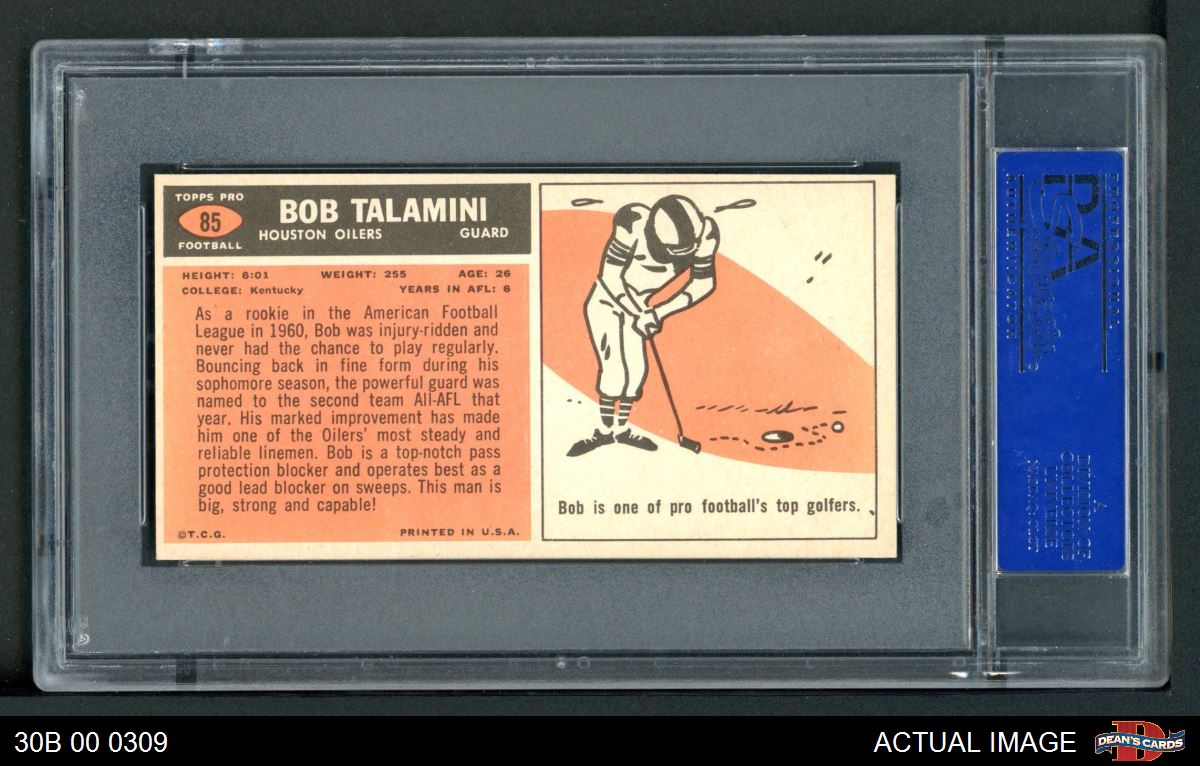 TOPPS PRO
85
FOOTBALL
BOB TALAMINI
HOUSTON OILERS GUARD
HEIGHT: 6:01 WEIGHT: 255 AGE: 26
COLLEGE: Kentucky YEARS IN AFL: 6
As a rookie in the American Football
League in 1960, Bob was injury-ridden and
never had the chance to play regularly.
Bouncing back in fine form during his
sophomore season, the powerful guard was
named to the second team All-AFL that
year. His marked improvement has made
him one of the Oilers' most steady and
reliable linemen. Bob is a top-notch pass
protection blocker and operates best as a
good lead blocker on sweeps. This man is
big, strong and capable!
©T.C.G. PRINTED IN U.S.A.
Bob is one of pro football's top golfers.
PROFESSIONAL
PSA
DIVISION OF
COLLECTORS
UNIVERSE
30B 00 0309
ACTUAL IMAGE
D
DEAN'S CARDS